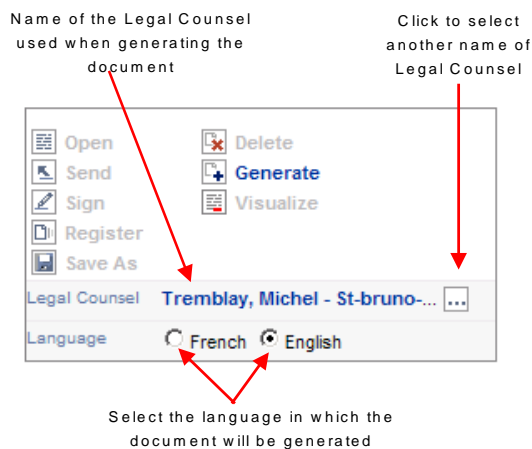 Name of the Legal Counsel
used when generating the
document
Click to select
another name of
Legal Counsel
Open
Delete
Send
Generate
Sign
Visualize
Register
Save As
Legal Counsel Tremblay, Michel - St-bruno-... ...
Language French English
Select the language in which the
document will be generated